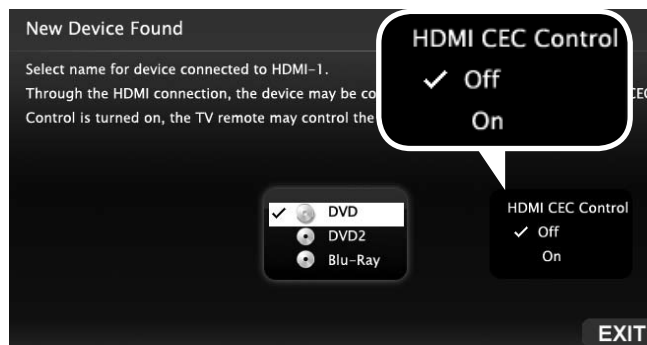 New Device Found
Select name for device connected to HDMI-1.
Through the HDMI connection, the device may be co
Control is turned on, the TV remote may control the
HDMI CEC Control
✓ Off
On
✓ DVD
DVD2
Blu-Ray
HDMI CEC Control
✓ Off
On
EXIT